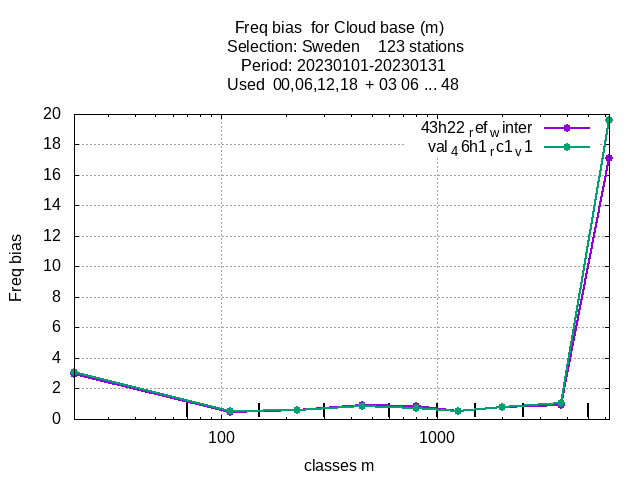 Freq bias  for Cloud base (m)
Selection: Sweden    123 stations
Period: 20230101-20230131
Used  00,06,12,18  + 03 06 ... 48
43h22_ref_winter
val_46h1_rc1_v1
20
18
16
14
12
10
8
6
4
2
0
Freq bias
100
1000
classes m